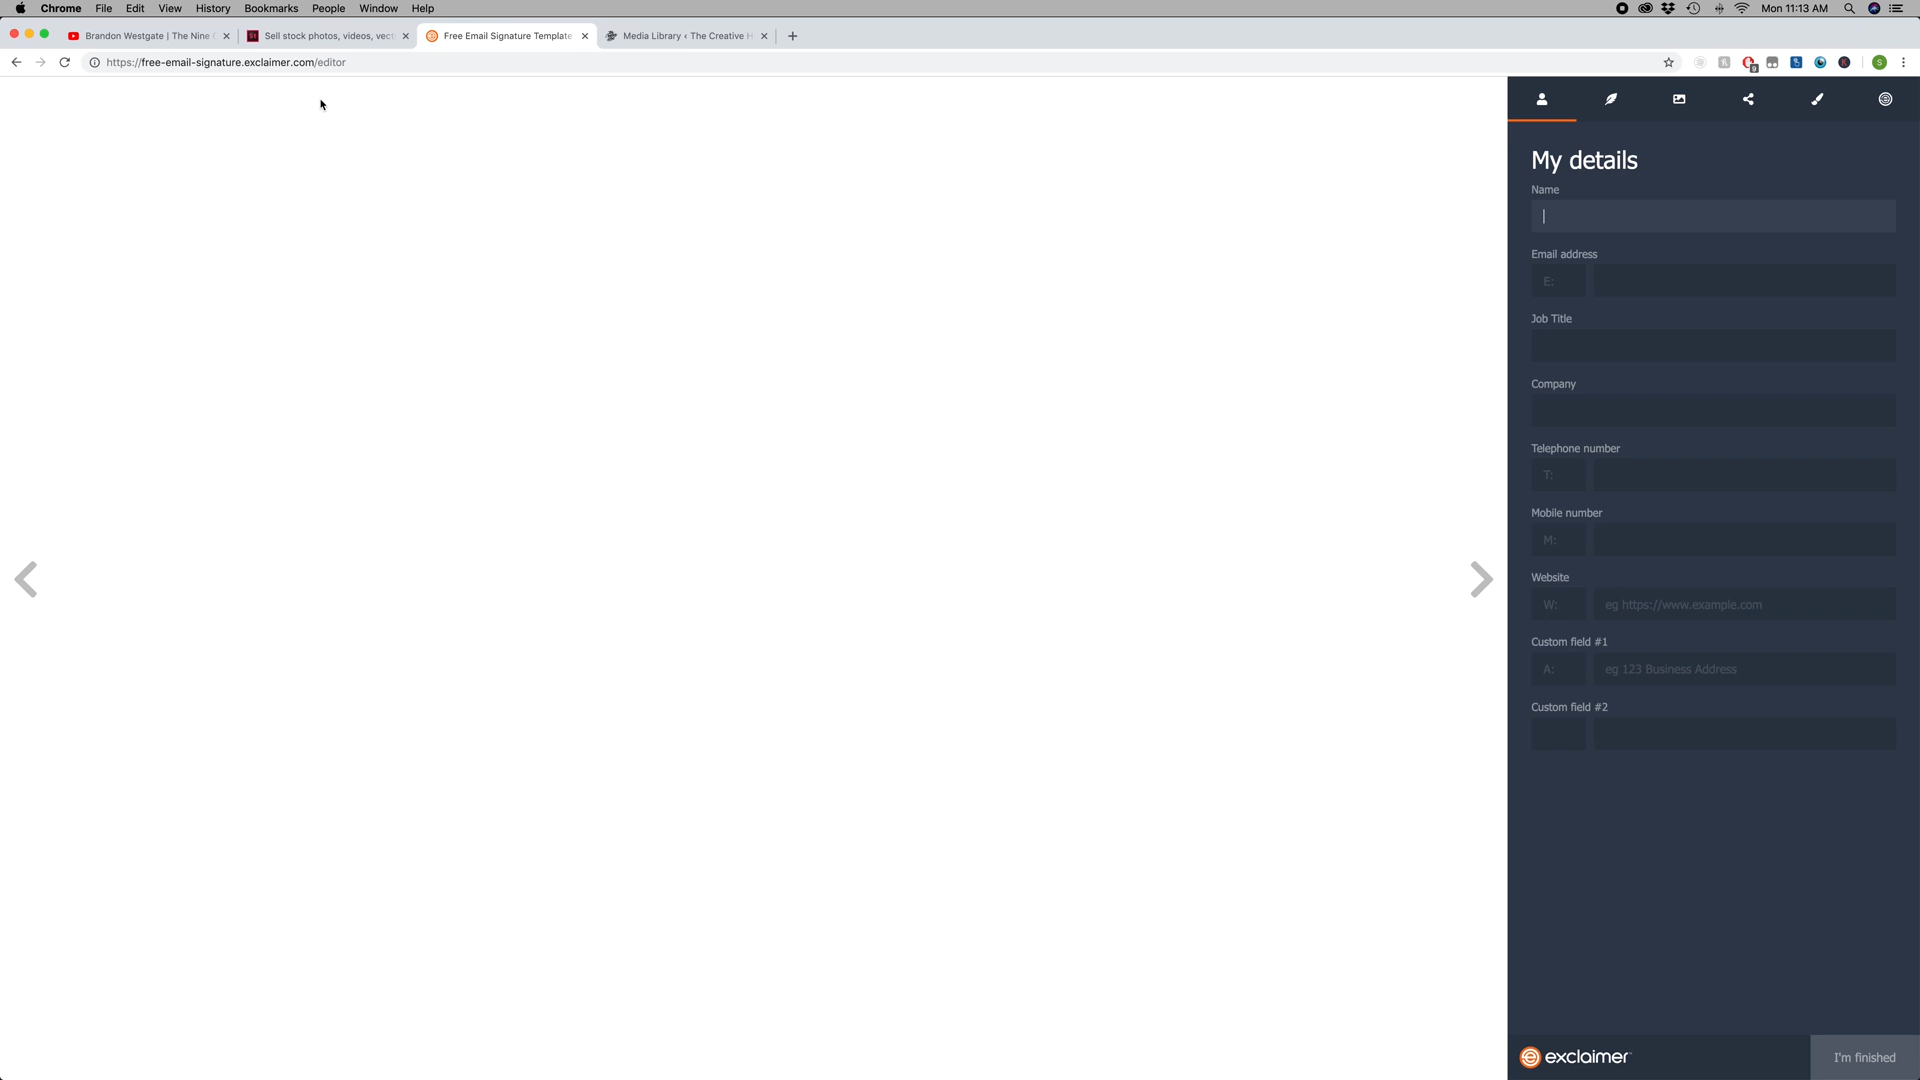 Chrome File Edit View History Bookmarks People Window Help Mon 11:13 AM
Brandon Westgate | The Nine Sell stock photos, videos, vect Free Email Signature Template Media Library ‹ The Creative H
https://free-email-signature.exclaimer.com/editor
9
S
My details
Name
Email address
E:
Job Title
Company
Telephone number
T:
Mobile number
M:
Website
W: eg https://www.example.com
Custom field #1
A: eg 123 Business Address
Custom field #2
exclaimer
I'm finished